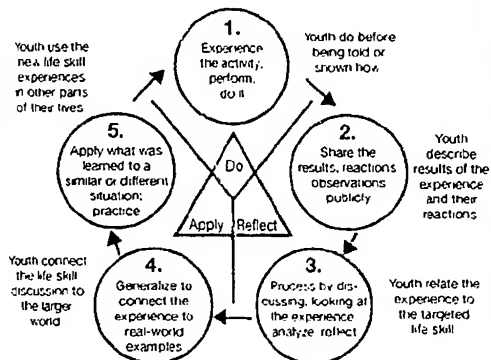 1.
Experience
the activity;
perform,
do it
Youth do before
being told or
shown how
2.
Share the
results, reactions
observations
publicly
Youth
describe
results of the
experience
and their
reactions
3.
Process by dis-
cussing, looking at
the experience
analyze, reflect
Youth relate the
experience to
the targeted
life skill
4.
Generalize to
connect the
experience to
real-world
examples
Youth connect
the life skill
discussion to
the larger
world
5.
Apply what was
learned to a
similar or different
situation;
practice
Youth use the
new life skill
experiences
in other parts
of their lives
Do
Apply
Reflect